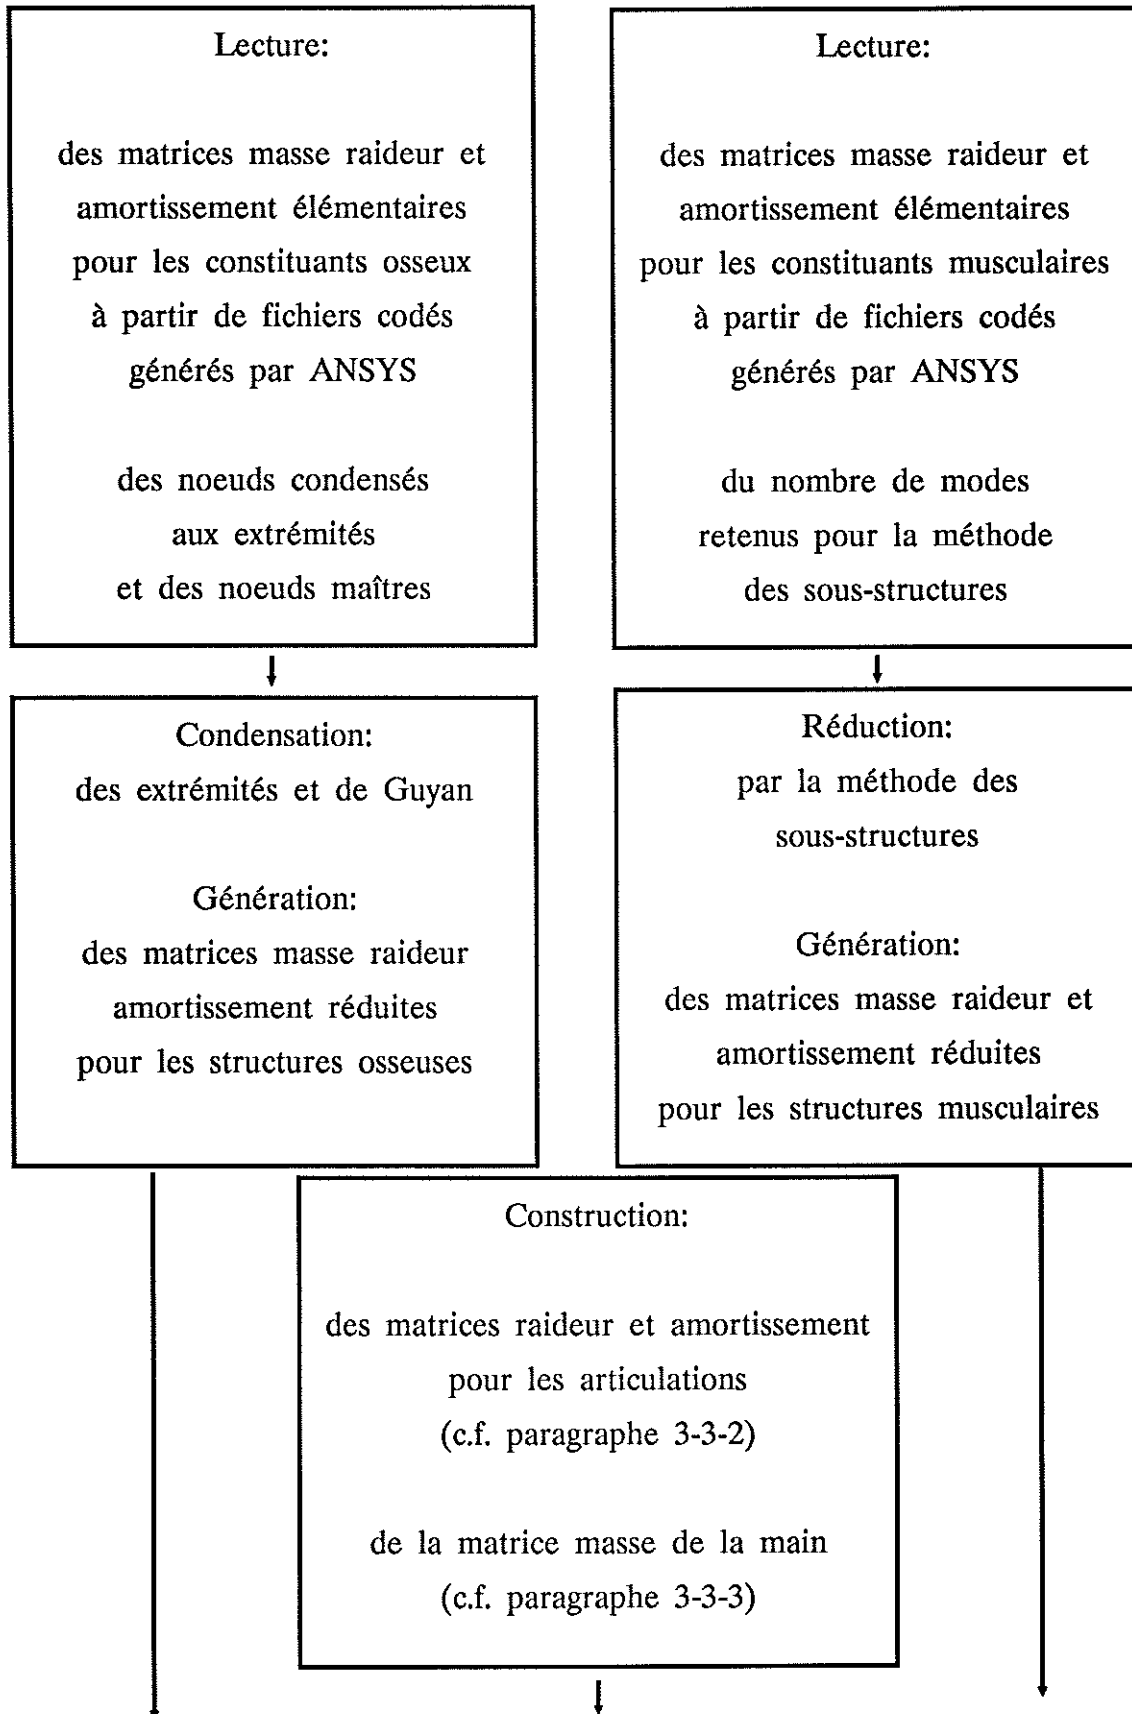 Lecture:
des matrices masse raideur et
amortissement élémentaires
pour les constituants osseux
à partir de fichiers codés
générés par ANSYS
des noeuds condensés
aux extrémités
et des noeuds maîtres
Lecture:
des matrices masse raideur et
amortissement élémentaires
pour les constituants musculaires
à partir de fichiers codés
générés par ANSYS
du nombre de modes
retenus pour la méthode
des sous-structures
Condensation:
des extrémités et de Guyan
Génération:
des matrices masse raideur
amortissement réduites
pour les structures osseuses
Réduction:
par la méthode des
sous-structures
Génération:
des matrices masse raideur et
amortissement réduites
pour les structures musculaires
Construction:
des matrices raideur et amortissement
pour les articulations
(c.f. paragraphe 3-3-2)
de la matrice masse de la main
(c.f. paragraphe 3-3-3)